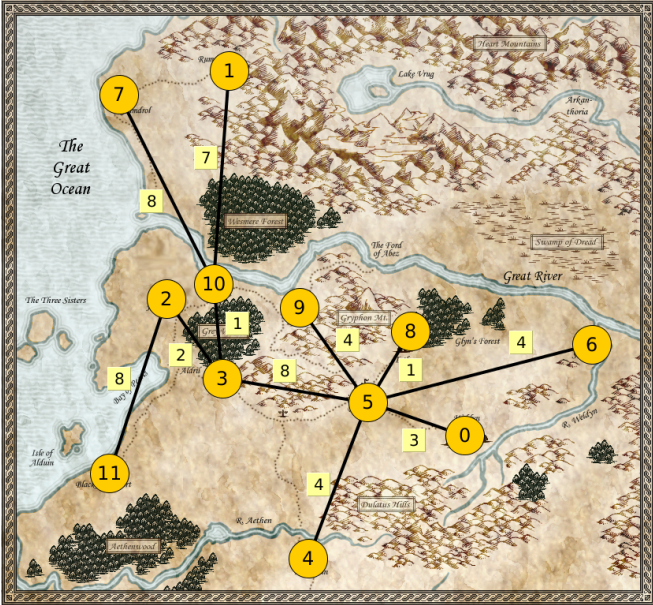 Heart Mountains
1
Lake Vrug
7
Arkan-
thoria
The
Great
Ocean
7
8
Wesmere Forest
The Ford
of Abez
Swamp of Dread
Great River
10
2
The Three Sisters
9
1
Gryphon Mt.
8
4
Glyn's Forest
4
6
2
8
1
Aldril
3
8
5
R. Weldyn
3
0
Isle of
Alduin
11
4
Dulatus Hills
R. Aethen
Aethenwood
4